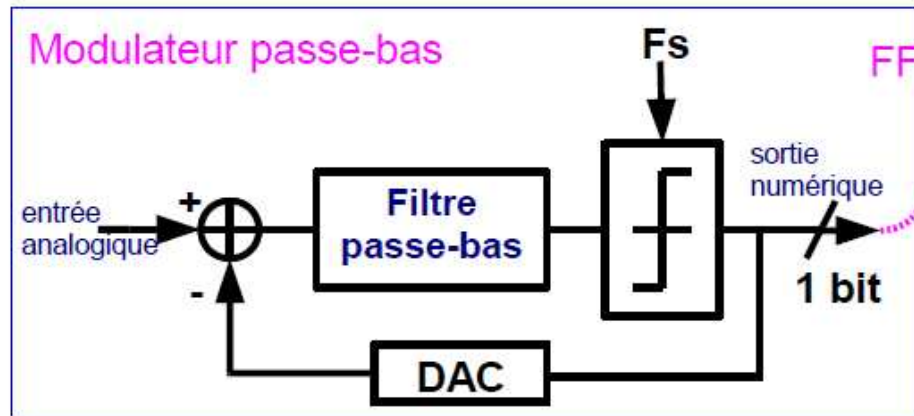 Modulateur passe-bas
Fs
FF
entrée
analogique
+
-
Filtre
passe-bas
sortie
numérique
1 bit
DAC